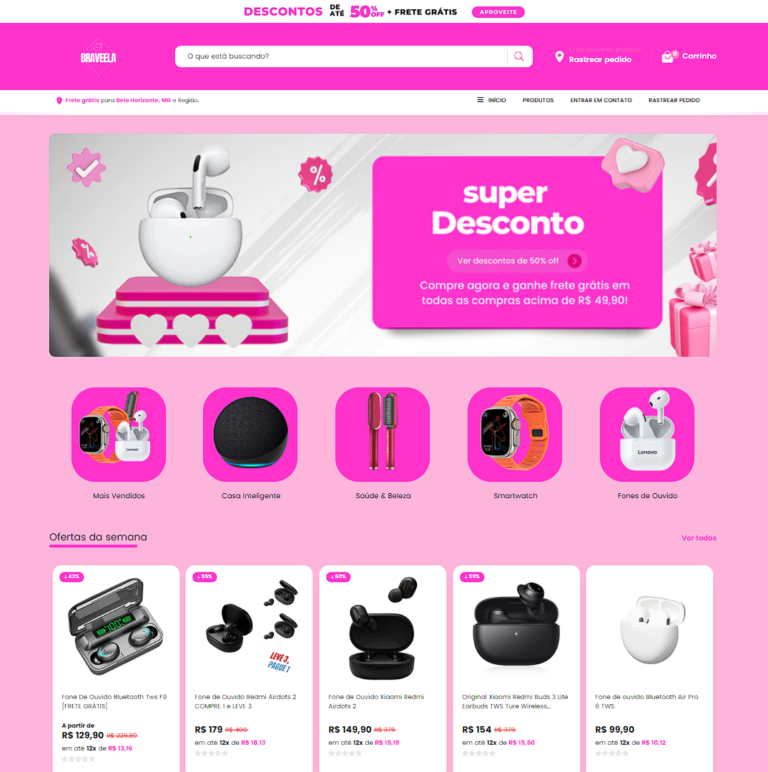 DESCONTOS DE ATÉ 50% OFF + FRETE GRÁTIS APROVEITE
BRAVEELA
O que está buscando?
Onde está meu produto?
Rastrear pedido
0
Carrinho
Frete grátis para Belo Horizonte, MG e Região.
INÍCIO PRODUTOS ENTRAR EM CONTATO RASTREAR PEDIDO
super
Desconto
Ver descontos de 50% off
Compre agora e ganhe frete grátis em
todas as compras acima de R$ 49,90!
%
Lenovo
Lenovo
Mais Vendidos
Casa Inteligente
Saúde & Beleza
Smartwatch
Fones de Ouvido
Ofertas da semana
Ver todos
↓43%
100%
Fone De Ouvido Bluetooth Tws F9
[FRETE GRÁTIS]
A partir de
R$ 129,90 R$ 229,80
em até 12x de R$ 13,16
↓55%
LEVE 3,
PAGUE 1
Fone de Ouvido Redmi Airdots 2
COMPRE 1 e LEVE 3
R$ 179 R$ 400
em até 12x de R$ 18,13
↓60%
Fone de Ouvido Xiaomi Redmi
Airdots 2
R$ 149,90 R$ 379
em até 12x de R$ 15,19
↓59%
Original Xiaomi Redmi Buds 3 Lite
Earbuds TWS Ture Wireless...
R$ 154 R$ 379
em até 12x de R$ 15,60
Fone de ouvido Bluetooth Air Pro
6 TWS
R$ 99,90
em até 12x de R$ 10,12